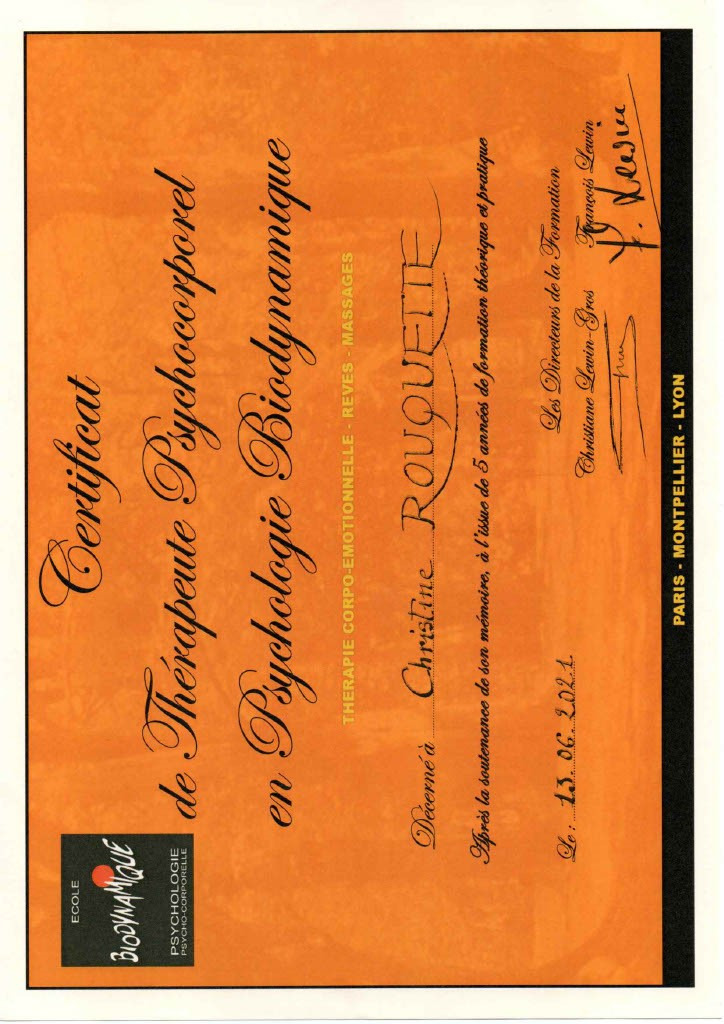 ECOLE
BIODYNAMIQUE
PSYCHOLOGIE
PSYCHO-CORPORELLE
Certificat
de Thérapeute Psychocorporel
en Psychologie Biodynamique
THERAPIE CORPO-EMOTIONNELLE - REVES - MASSAGES
Décerné à Christine ROUQUETTE
Après la soutenance de son mémoire, à l'issue de 5 années de formation théorique et pratique
Le : 13.06.2021
Les Directeurs de la Formation
Christiane Lewin-Gros François Lewin
F. Lewin
PARIS - MONTPELLIER - LYON